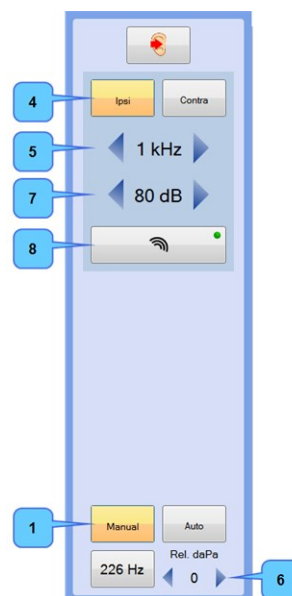 4
Ipsi
Contra
5
1 kHz
7
80 dB
8
1
Manual
Auto
226 Hz
Rel. daPa
0
6